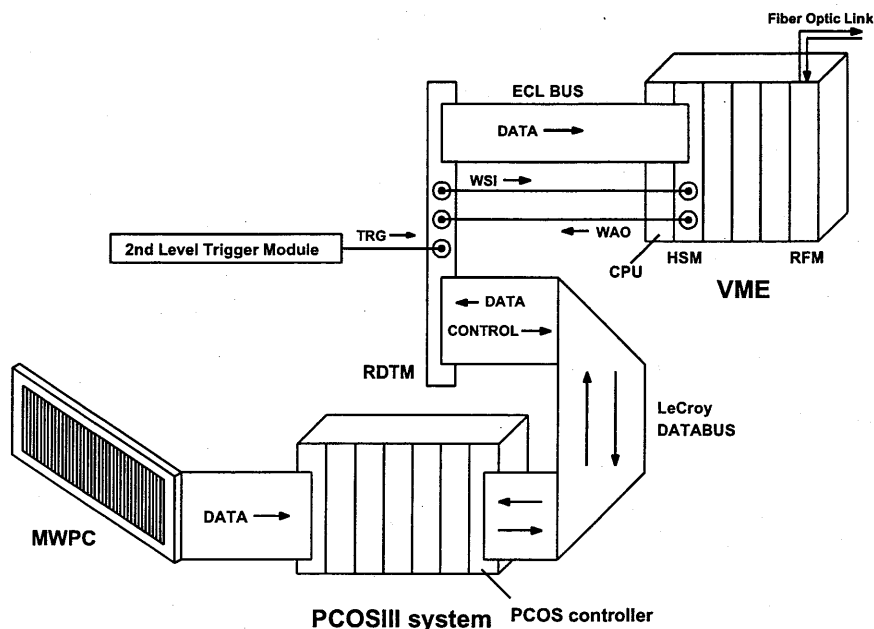 Fiber Optic Link
ECL BUS
DATA
WSI
WAO
TRG
2nd Level Trigger Module
CPU
HSM
RFM
VME
DATA
CONTROL
RDTM
LeCroy
DATABUS
DATA
MWPC
PCOSIII system
PCOS controller